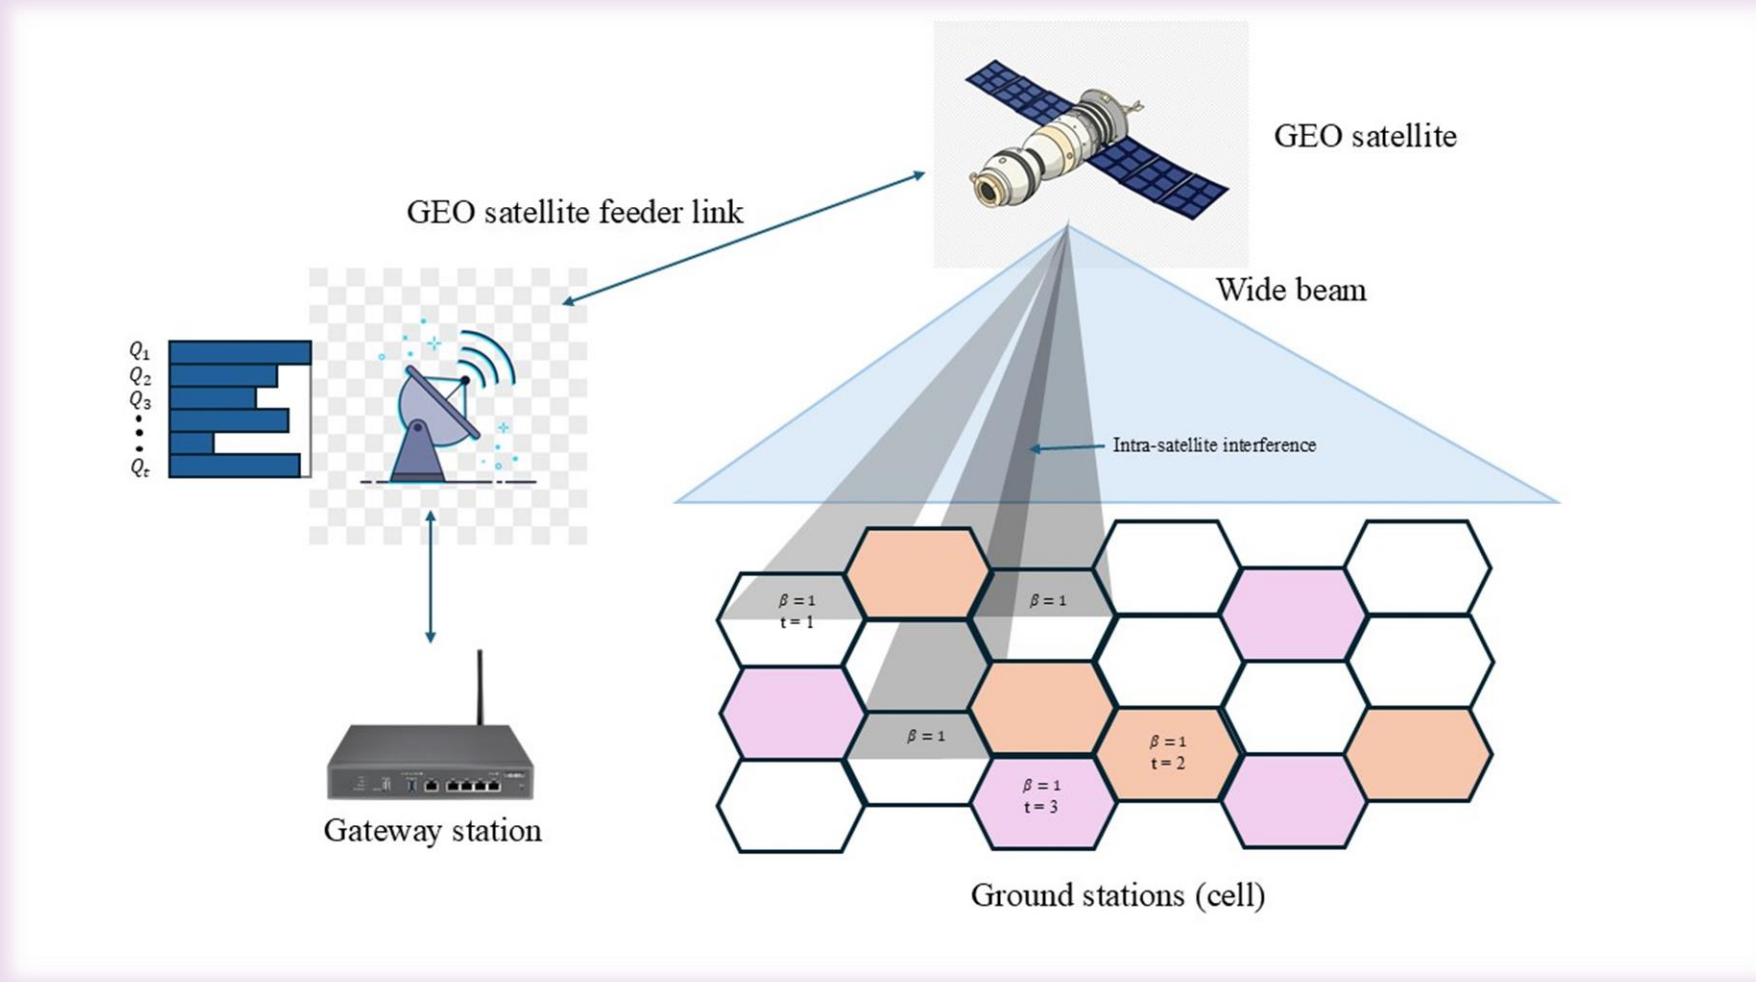 GEO satellite
GEO satellite feeder link
Wide beam
Q₁
Q₂
Q₃
Qₜ
Intra-satellite interference
β = 1
t = 1
β = 1
β = 1
β = 1
t = 2
β = 1
t = 3
Gateway station
Ground stations (cell)